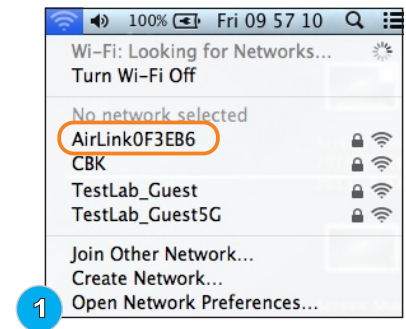 100% Fri 09 57 10
Wi-Fi: Looking for Networks...
Turn Wi-Fi Off
No network selected
AirLink0F3EB6
CBK
TestLab_Guest
TestLab_Guest5G
Join Other Network...
Create Network...
1 Open Network Preferences...